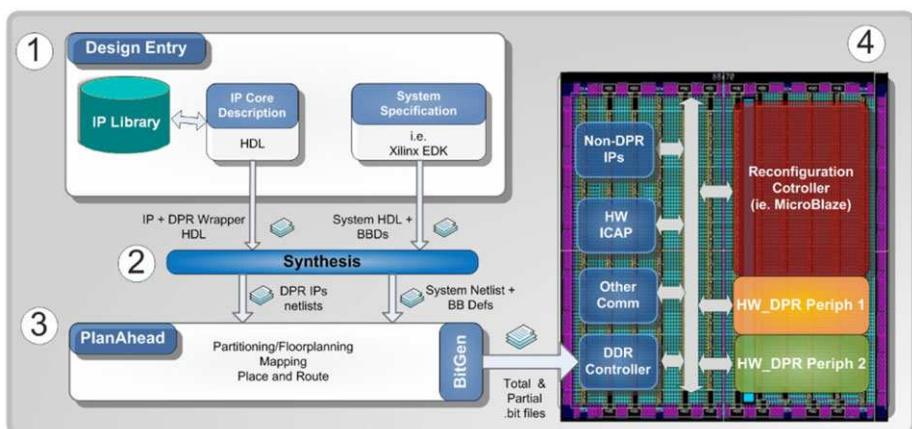 1
Design Entry
IP Library
IP Core
Description
HDL
System
Specification
i.e.
Xilinx EDK
IP + DPR Wrapper
HDL
System HDL +
BBDs
2
Synthesis
DPR IPs
netlists
System Netlist +
BB Defs
3
PlanAhead
Partitioning/Floorplanning
Mapping
Place and Route
BitGen
Total &
Partial
.bit files
4
Non-DPR
IPs
HW
ICAP
Other
Comm
DDR
Controller
Reconfiguration
Cotroller
(ie. MicroBlaze)
HW_DPR Periph 1
HW_DPR Periph 2